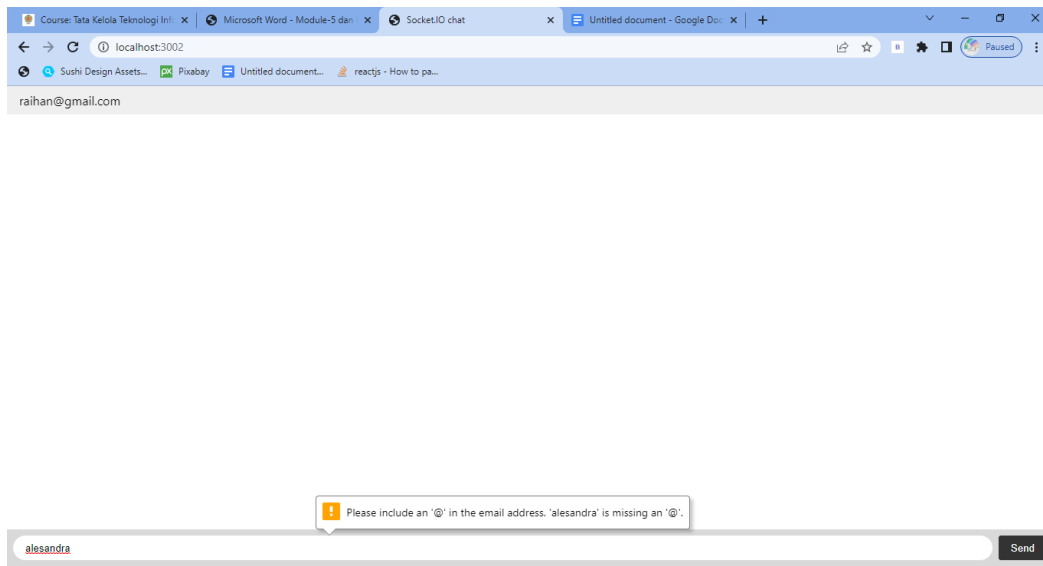 Course: Tata Kelola Teknologi Info
Microsoft Word - Module-5 dan
Socket.IO chat
Untitled document - Google Doc
localhost:3002
Paused
Sushi Design Assets...
px Pixabay
Untitled document...
reactjs - How to pa...
raihan@gmail.com
Please include an '@' in the email address. 'alesandra' is missing an '@'.
alesandra
Send